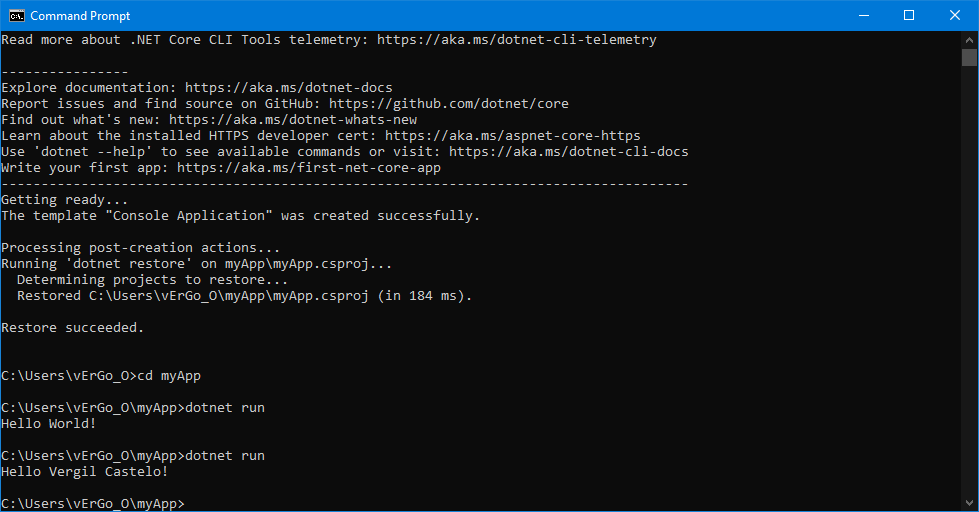 Command Prompt
Read more about .NET Core CLI Tools telemetry: https://aka.ms/dotnet-cli-telemetry
----------------
Explore documentation: https://aka.ms/dotnet-docs
Report issues and find source on GitHub: https://github.com/dotnet/core
Find out what's new: https://aka.ms/dotnet-whats-new
Learn about the installed HTTPS developer cert: https://aka.ms/aspnet-core-https
Use 'dotnet --help' to see available commands or visit: https://aka.ms/dotnet-cli-docs
Write your first app: https://aka.ms/first-net-core-app
--------------------------------------------------------------------------------------
Getting ready...
The template "Console Application" was created successfully.

Processing post-creation actions...
Running 'dotnet restore' on myApp\myApp.csproj...
  Determining projects to restore...
  Restored C:\Users\vErGo_O\myApp\myApp.csproj (in 184 ms).

Restore succeeded.

C:\Users\vErGo_O>cd myApp

C:\Users\vErGo_O\myApp>dotnet run
Hello World!

C:\Users\vErGo_O\myApp>dotnet run
Hello Vergil Castelo!

C:\Users\vErGo_O\myApp>